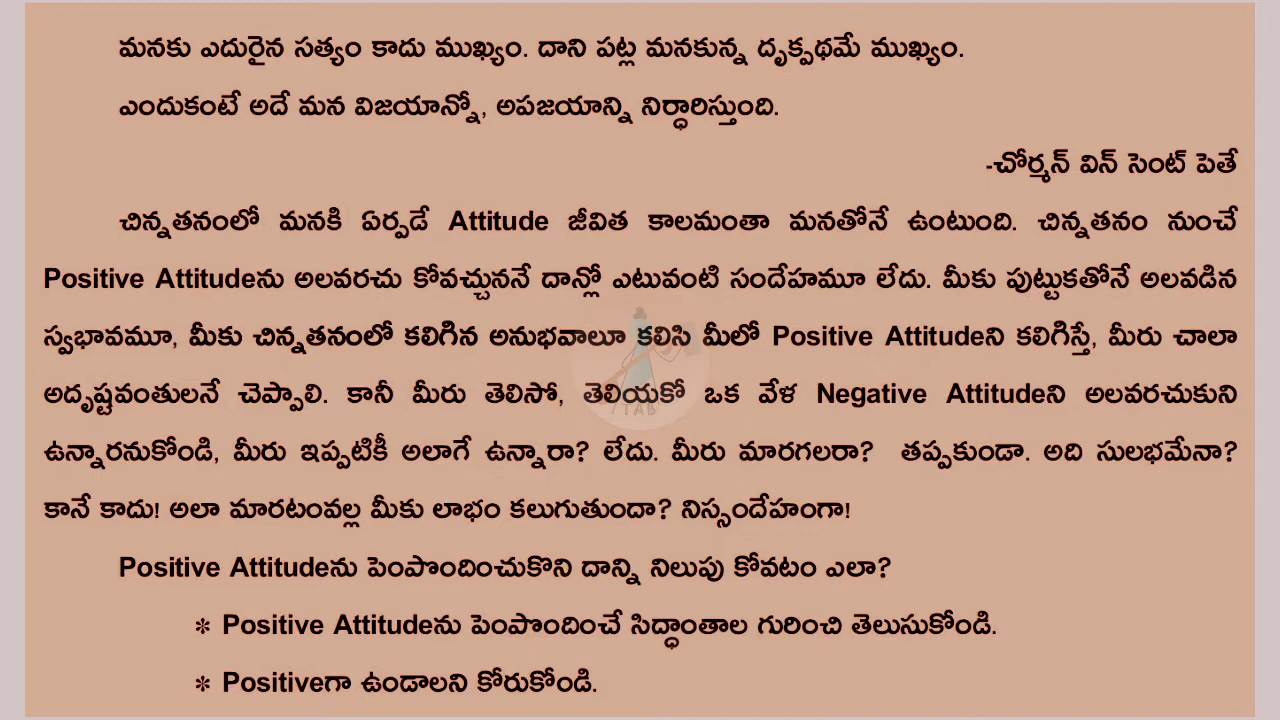 మనకు ఎదురైన సత్యం కాదు ముఖ్యం. దాని పట్ల మనకున్న దృక్పథమే ముఖ్యం.
ఎందుకంటే అదే మన విజయాన్నో, అపజయాన్ని నిర్ధారిస్తుంది.
-చోర్మన్ విన్ సెంట్ పెతే
చిన్నతనంలో మనకి ఏర్పడే Attitude జీవిత కాలమంతా మనతోనే ఉంటుంది. చిన్నతనం నుంచే
Positive Attitudeను అలవరచు కోవచ్చుననే దాన్లో ఎటువంటి సందేహమూ లేదు. మీకు పుట్టుకతోనే అలవడిన
స్వభావమూ, మీకు చిన్నతనంలో కలిగిన అనుభవాలూ కలిసి మీలో Positive Attitudeని కలిగిస్తే, మీరు చాలా
అదృష్టవంతులనే చెప్పాలి. కానీ మీరు తెలిసో, తెలియకో ఒక వేళ Negative Attitudeని అలవరచుకుని
ఉన్నారనుకోండి, మీరు ఇప్పటికీ అలాగే ఉన్నారా? లేదు. మీరు మారగలరా? తప్పకుండా. అది సులభమేనా?
కానే కాదు! అలా మారటంవల్ల మీకు లాభం కలుగుతుందా? నిస్సందేహంగా!
Positive Attitudeను పెంపొందించుకొని దాన్ని నిలుపు కోవటం ఎలా?
* Positive Attitudeను పెంపొందించే సిద్ధాంతాల గురించి తెలుసుకోండి.
* Positiveగా ఉండాలని కోరుకోండి.
ITAB